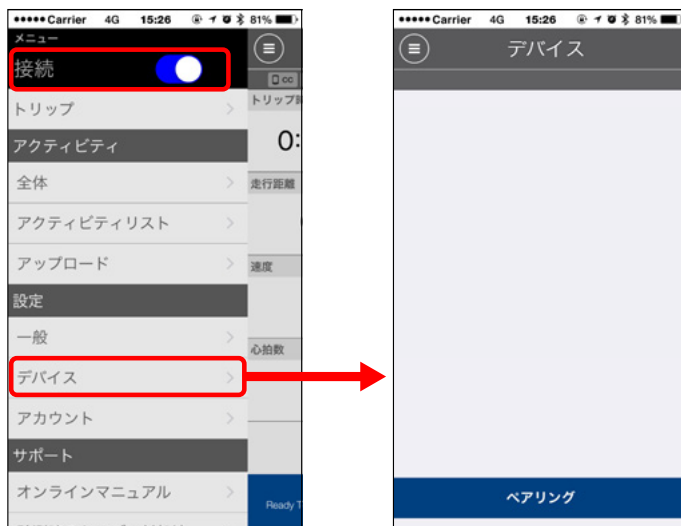 Carrier 4G 15:26 81%
メニュー
接続
トリップ
アクティビティ
全体
アクティビティリスト
アップロード
設定
一般
デバイス
アカウント
サポート
オンラインマニュアル
CC
トリップ
0:
走行距離
速度
心拍数
Ready T
Carrier 4G 15:26 81%
デバイス
ペアリング